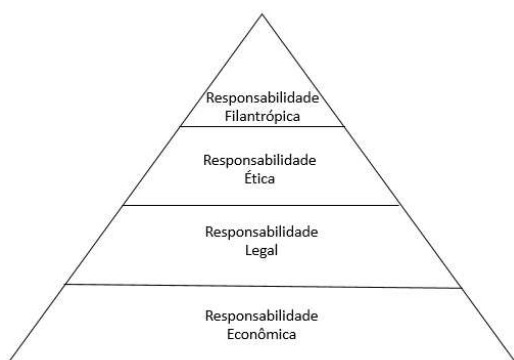 Responsabilidade
Filantrópica
Responsabilidade
Ética
Responsabilidade
Legal
Responsabilidade
Econômica